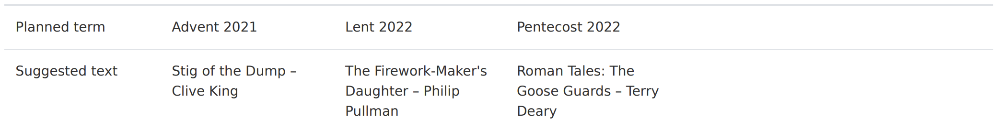 Planned term
Advent 2021
Lent 2022
Pentecost 2022
Suggested text
Stig of the Dump –
Clive King
The Firework-Maker's
Daughter – Philip
Pullman
Roman Tales: The
Goose Guards – Terry
Deary